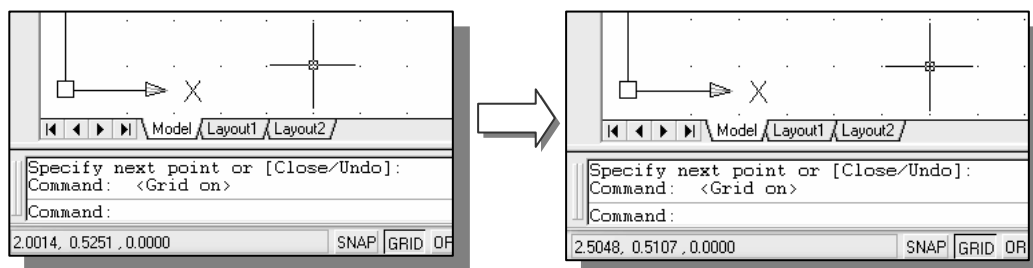 X
Model Layout1 Layout2
Specify next point or [Close/Undo]:
Command: <Grid on>
Command:
2.0014, 0.5251 , 0.0000 SNAP GRID OR
X
Model Layout1 Layout2
Specify next point or [Close/Undo]:
Command: <Grid on>
Command:
2.5048, 0.5107 , 0.0000 SNAP GRID OR